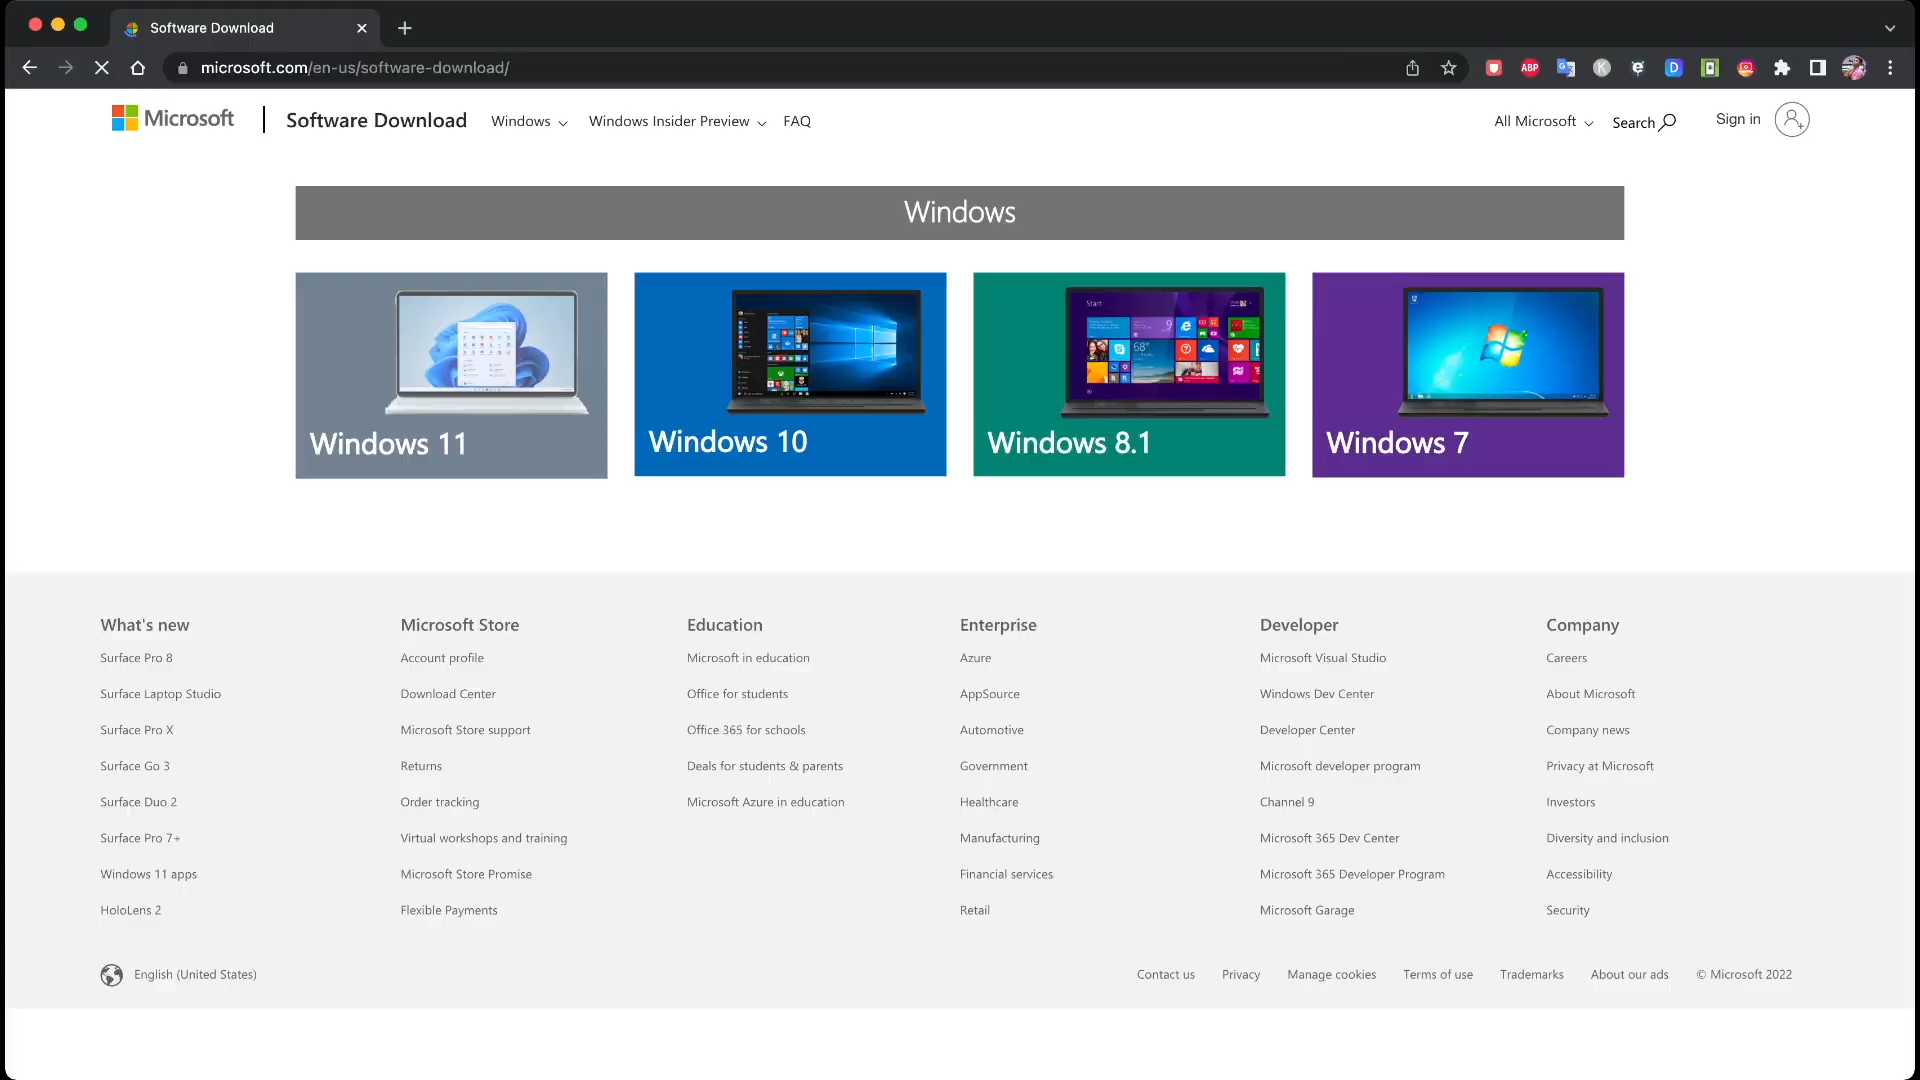 Software Download
microsoft.com/en-us/software-download/
ABP
Microsoft
Software Download
Windows
Windows Insider Preview
FAQ
All Microsoft
Search
Sign in
Windows
Windows 11
Windows 10
Start
68°
Windows 8.1
Windows 7
What's new
Microsoft Store
Education
Enterprise
Developer
Company
Surface Pro 8
Account profile
Microsoft in education
Azure
Microsoft Visual Studio
Careers
Surface Laptop Studio
Download Center
Office for students
AppSource
Windows Dev Center
About Microsoft
Surface Pro X
Microsoft Store support
Office 365 for schools
Automotive
Developer Center
Company news
Surface Go 3
Returns
Deals for students & parents
Government
Microsoft developer program
Privacy at Microsoft
Surface Duo 2
Order tracking
Microsoft Azure in education
Healthcare
Channel 9
Investors
Surface Pro 7+
Virtual workshops and training
Manufacturing
Microsoft 365 Dev Center
Diversity and inclusion
Windows 11 apps
Microsoft Store Promise
Financial services
Microsoft 365 Developer Program
Accessibility
HoloLens 2
Flexible Payments
Retail
Microsoft Garage
Security
English (United States)
Contact us
Privacy
Manage cookies
Terms of use
Trademarks
About our ads
© Microsoft 2022